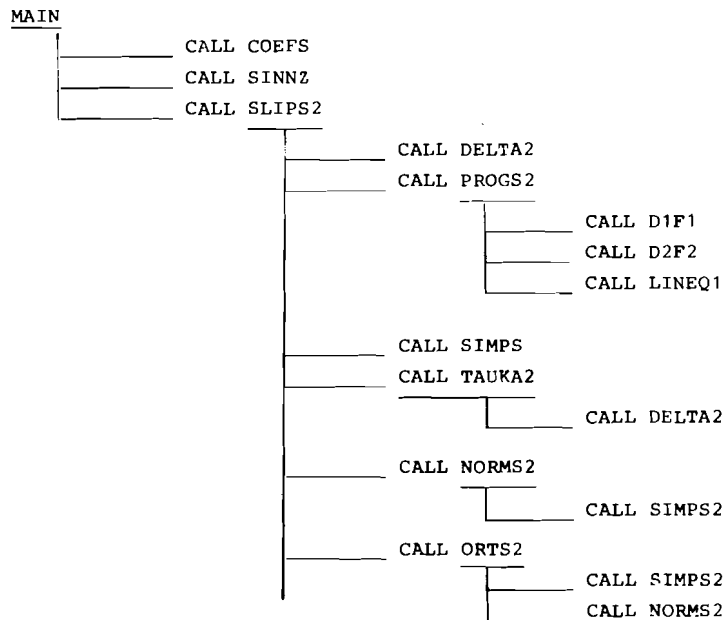 MAIN
CALL COEFS
CALL SINNZ
CALL SLIPS2
CALL DELTA2
CALL PROGS2
CALL D1F1
CALL D2F2
CALL LINEQ1
CALL SIMPS
CALL TAUKA2
CALL DELTA2
CALL NORMS2
CALL SIMPS2
CALL ORTS2
CALL SIMPS2
CALL NORMS2